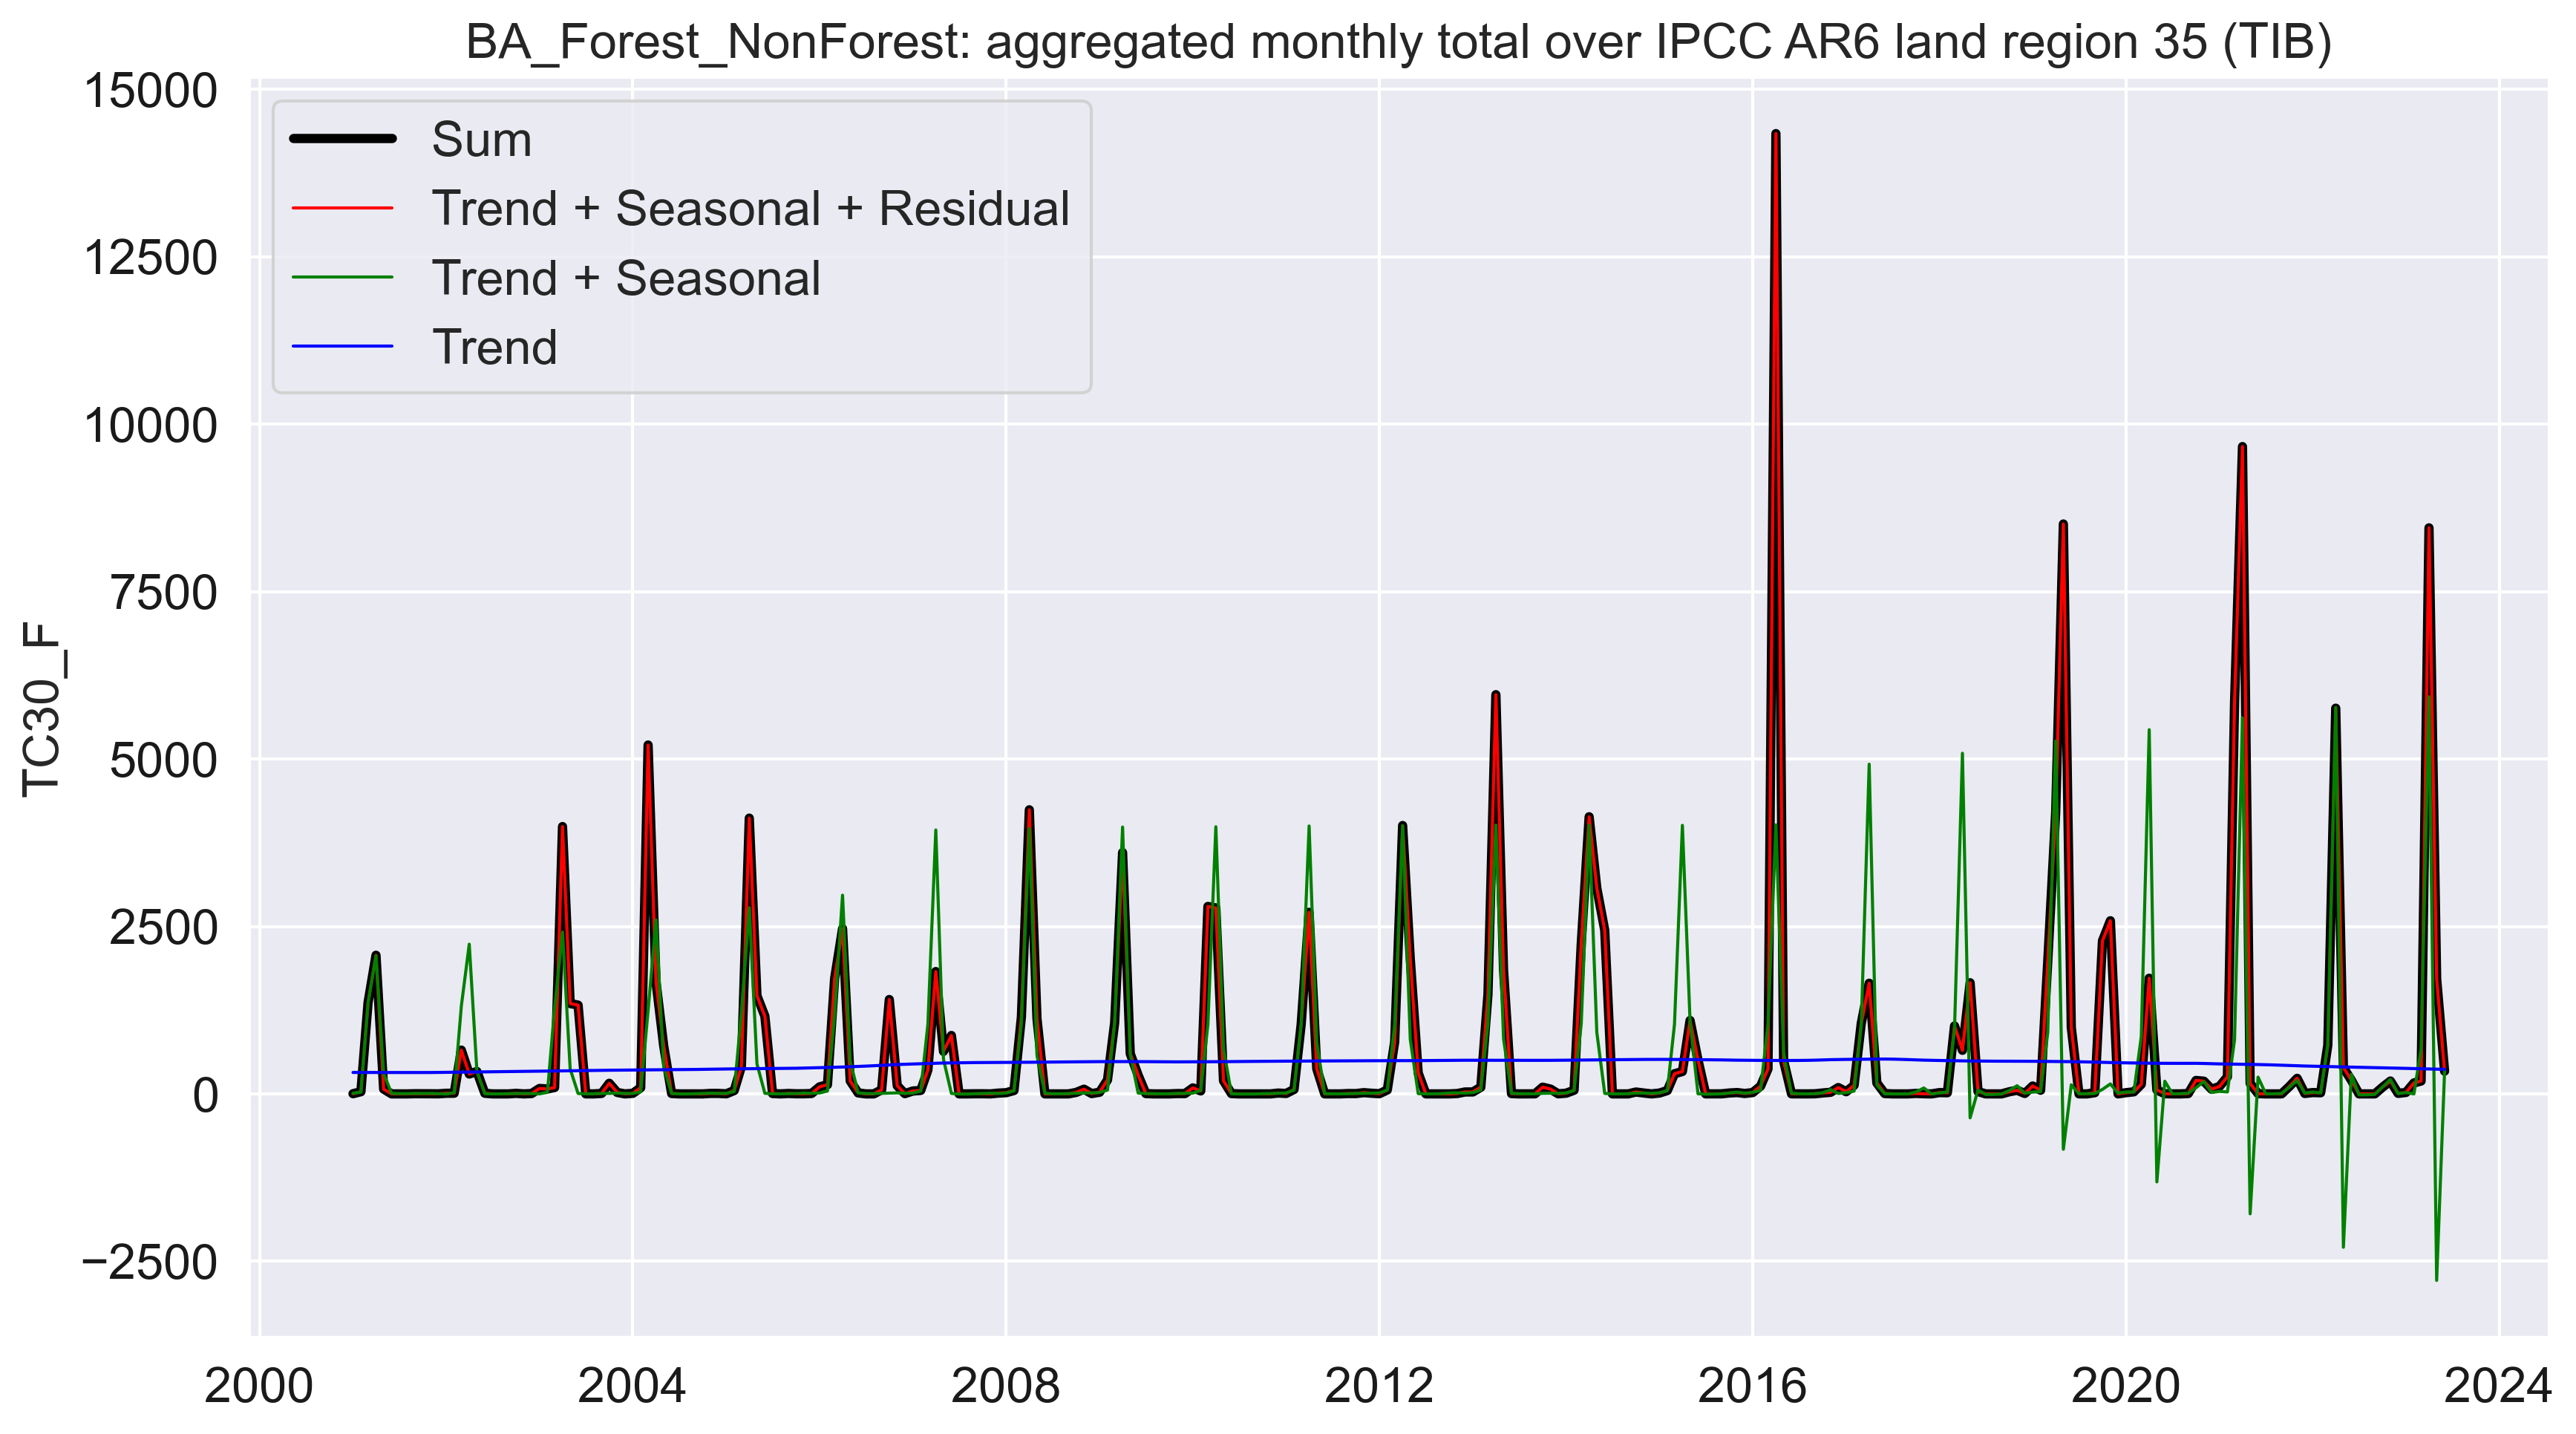 BA_Forest_NonForest: aggregated monthly total over IPCC AR6 land region 35 (TIB)
15000
12500
10000
7500
5000
2500
0
−2500
TC30_F
Sum
Trend + Seasonal + Residual
Trend + Seasonal
Trend
2000
2004
2008
2012
2016
2020
2024